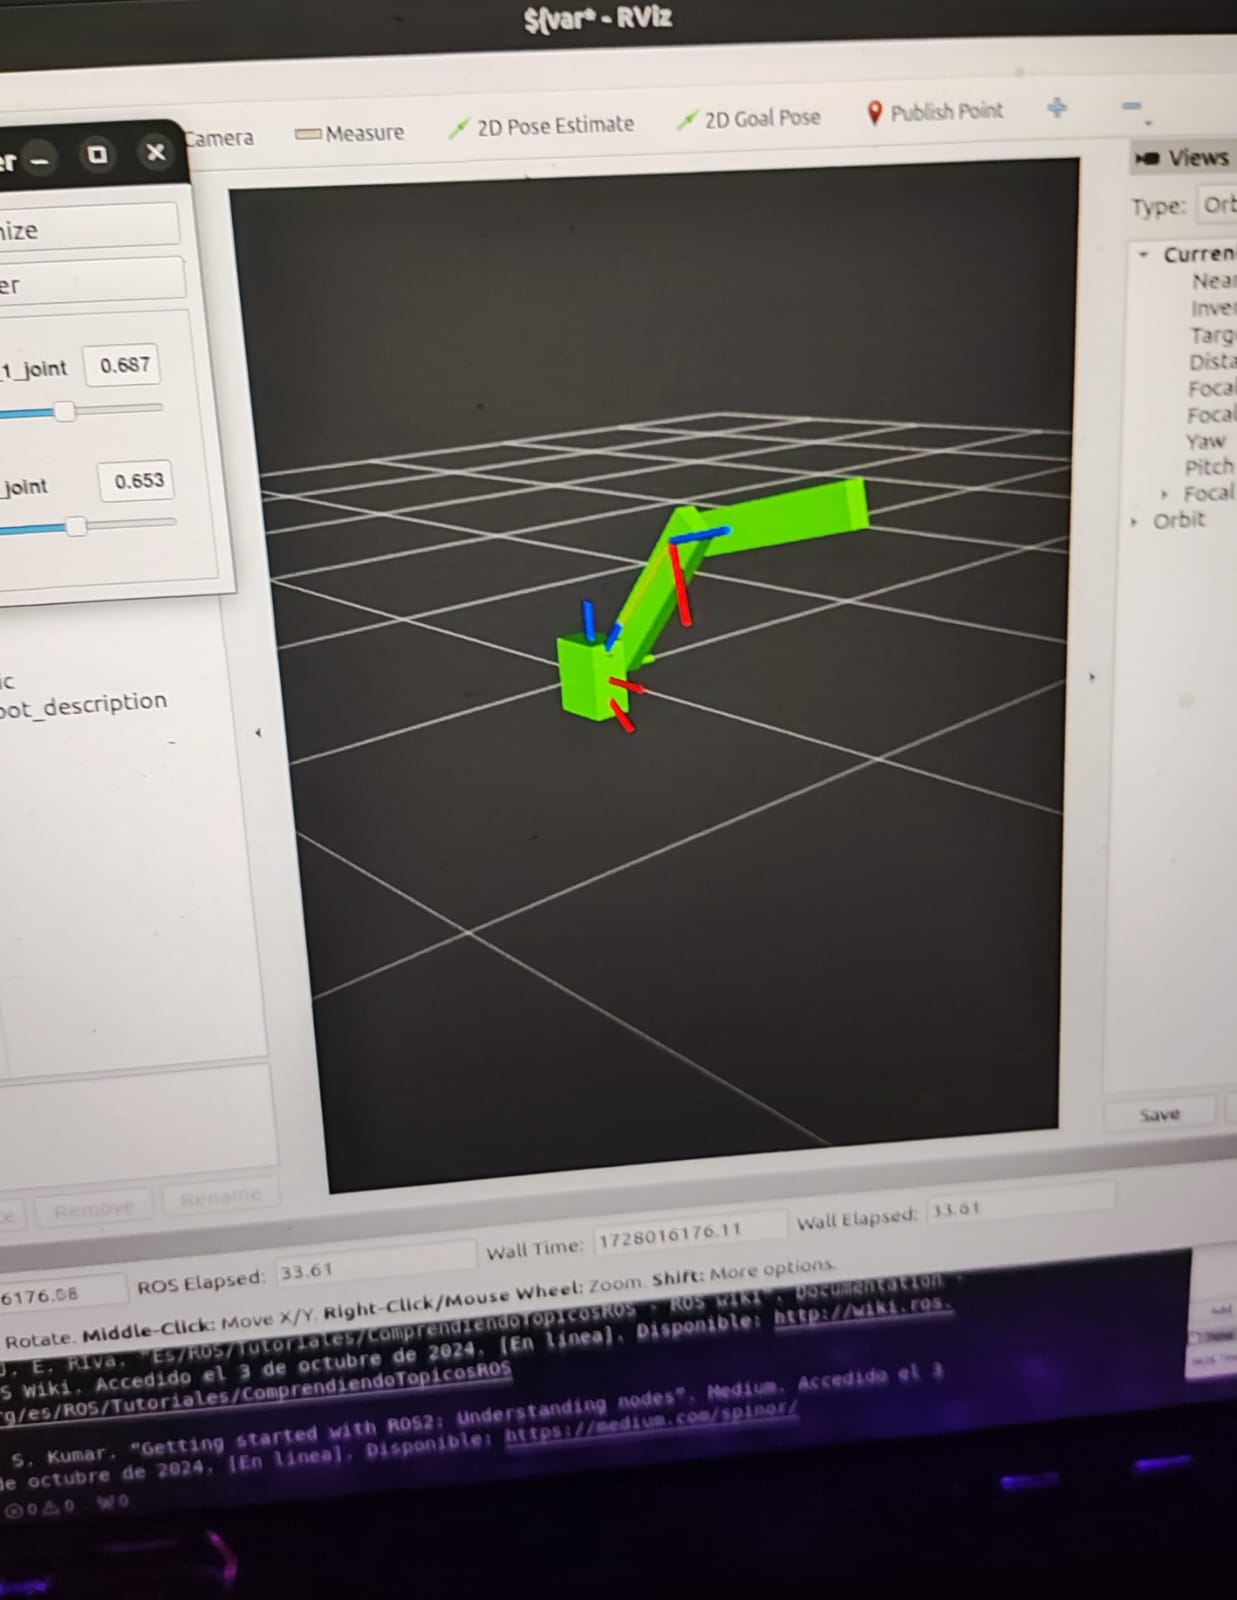 ${var* - RViz
Camera Measure 2D Pose Estimate 2D Goal Pose Publish Point
er
Views
Type: Orb
nize
er
Curren
Near
Inver
Targ
Dista
Focal
Focal
Yaw
Pitch
Focal
Orbit
1_joint 0.687
joint 0.653
ic
bot_description
Save
Remove Rename
6176.08 ROS Elapsed: 33.61 Wall Time: 1728016176.11 Wall Elapsed: 33.61
Rotate. Middle-Click: Move X/Y. Right-Click/Mouse Wheel: Zoom. Shift: More options.
J. E. Riva. "Es/ROS/Tutoriales/ComprendiendoTopicosROS - ROS Wiki". Documentation -
S Wiki. Accedido el 3 de octubre de 2024. [En línea]. Disponible: http://wiki.ros.
g/es/ROS/Tutoriales/ComprendiendoTopicosROS
S. Kumar. "Getting started with ROS2: Understanding nodes". Medium. Accedido el 3
de octubre de 2024. [En línea]. Disponible: https://medium.com/spinor/
0 0 0
Add